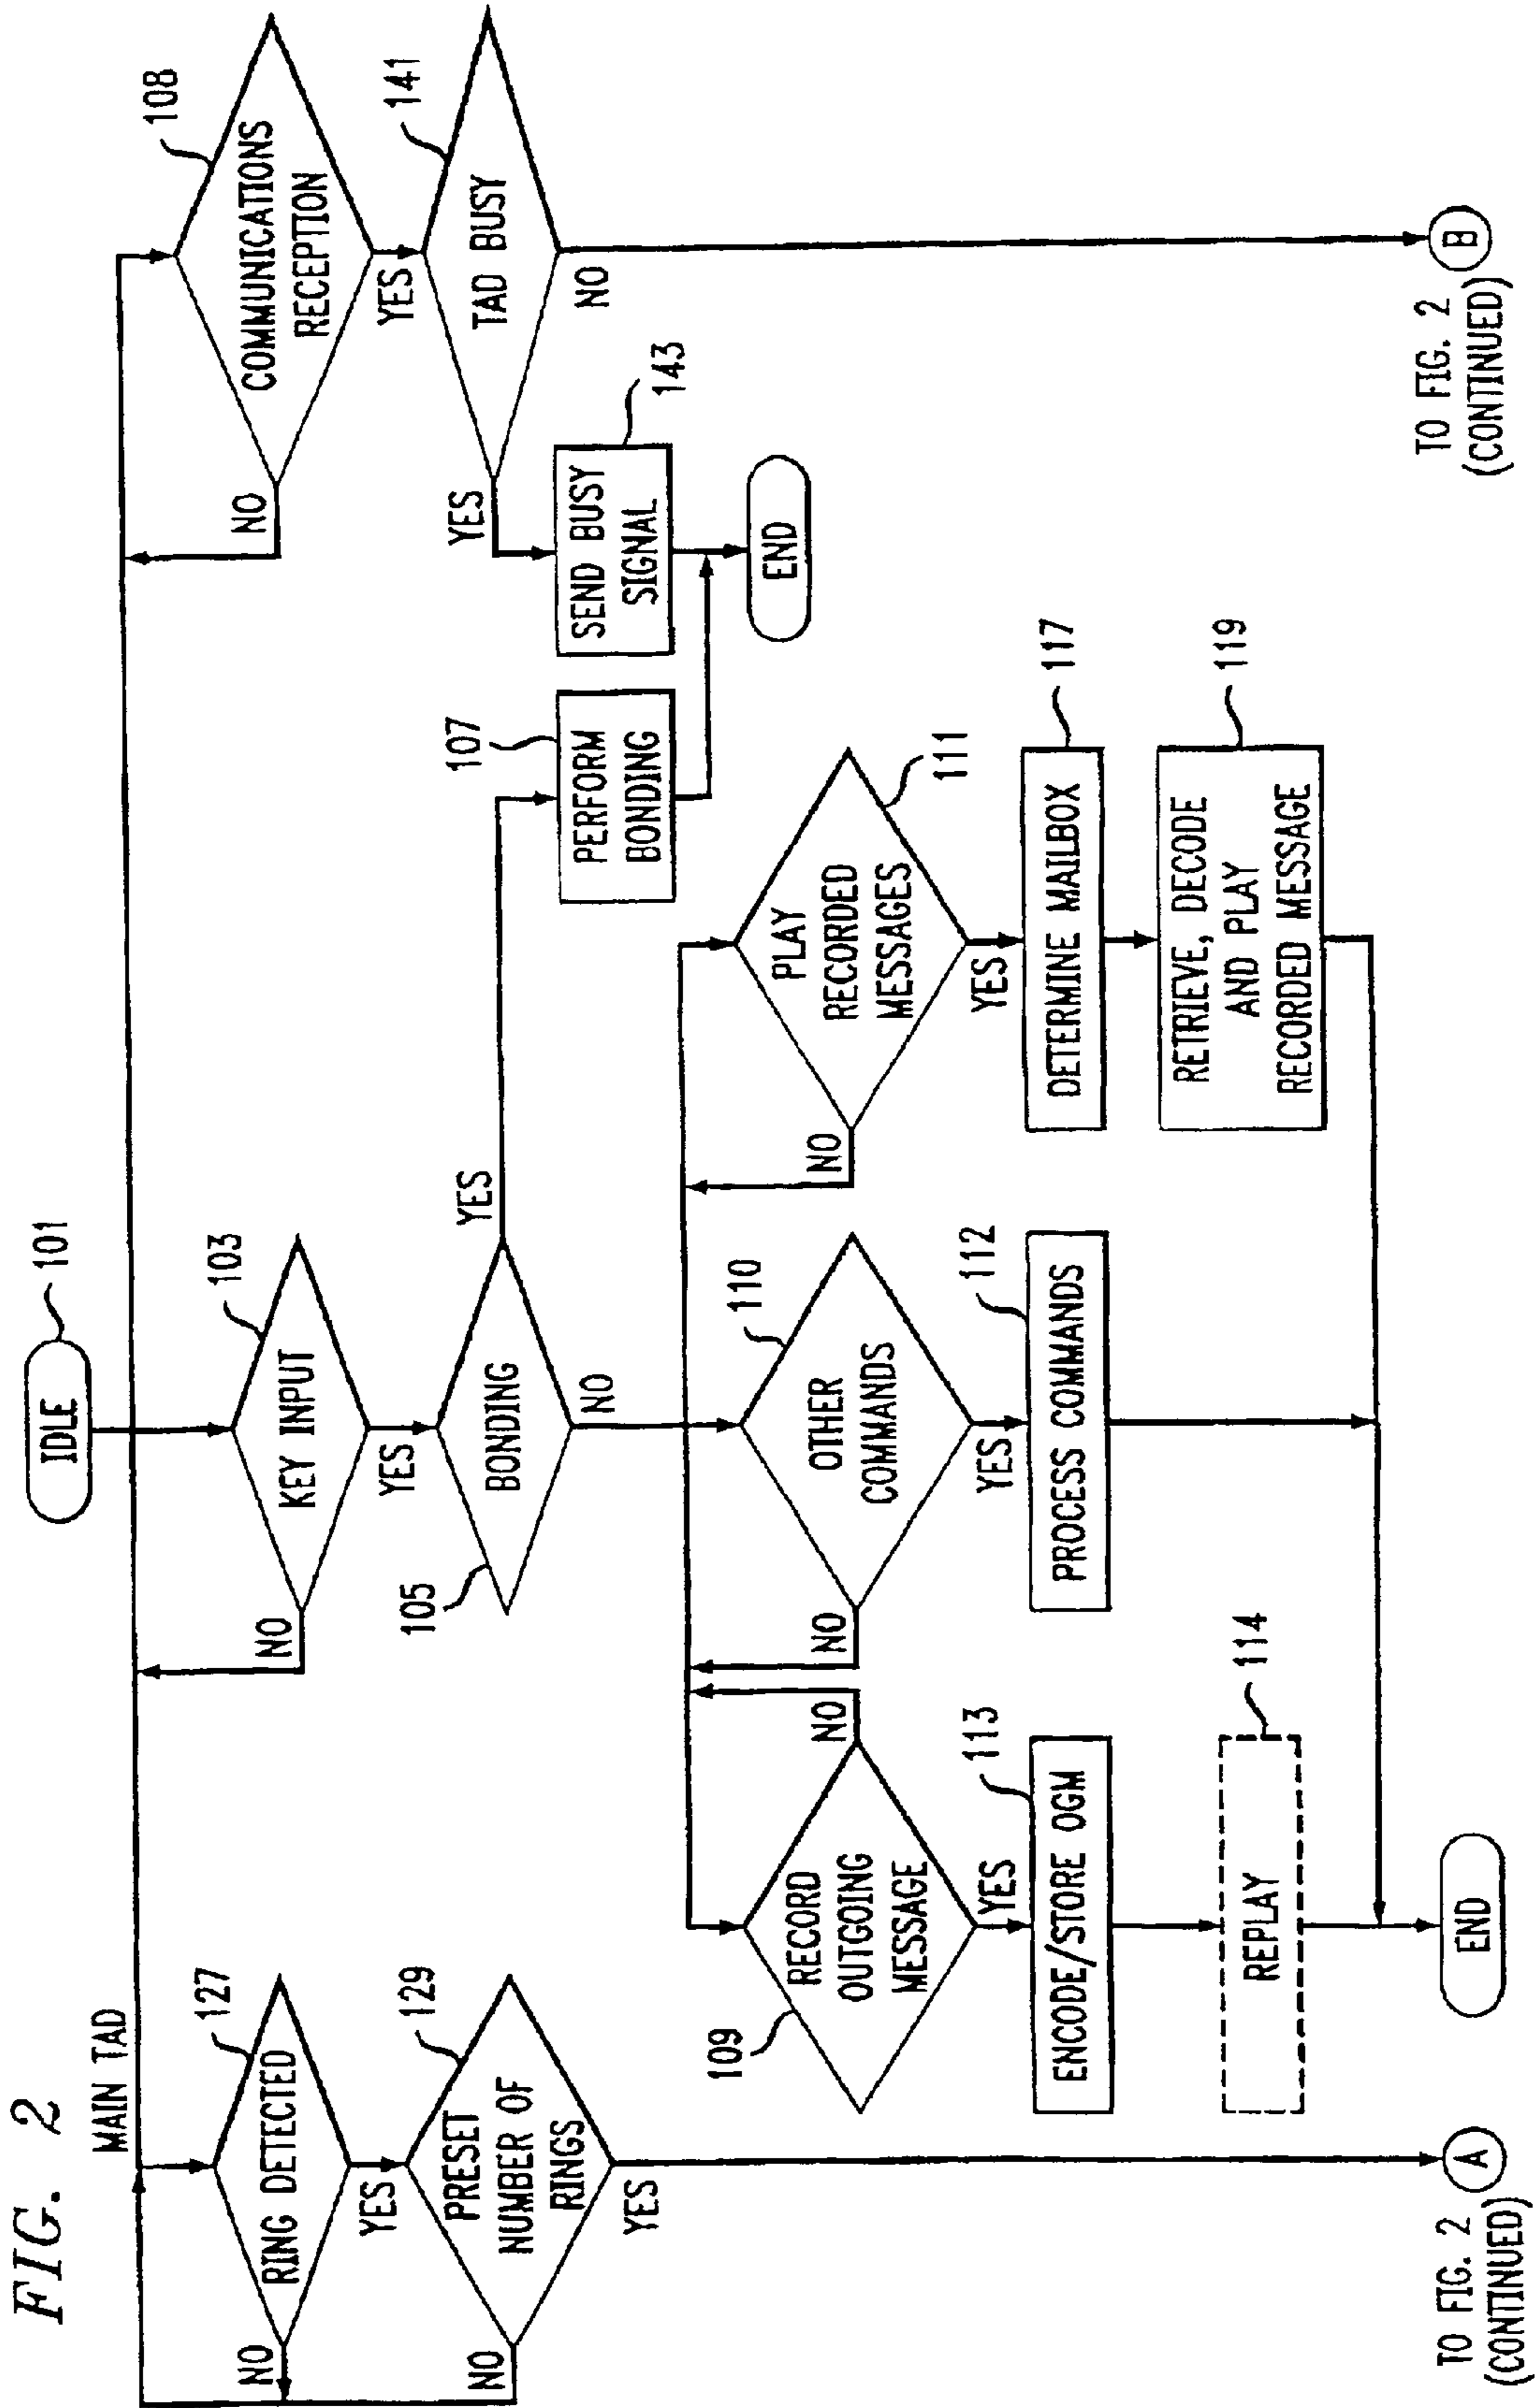 FIG. 2
IDLE
101
MAIN TAD
RING DETECTED
127
NO
YES
PRESET
NUMBER OF
RINGS
129
NO
YES
TO FIG. 2
(CONTINUED)
A
KEY INPUT
103
NO
YES
BONDING
105
YES
NO
PERFORM
BONDING
107
COMMUNICATIONS
RECEPTION
108
NO
YES
TAD BUSY
141
YES
NO
SEND BUSY
SIGNAL
143
END
TO FIG. 2
(CONTINUED)
B
RECORD
OUTGOING
MESSAGE
109
NO
YES
ENCODE/STORE OGM
113
REPLAY
114
END
OTHER
COMMANDS
110
NO
YES
PROCESS COMMANDS
112
PLAY
RECORDED
MESSAGES
111
NO
YES
DETERMINE MAILBOX
117
RETRIEVE, DECODE
AND PLAY
RECORDED MESSAGE
119